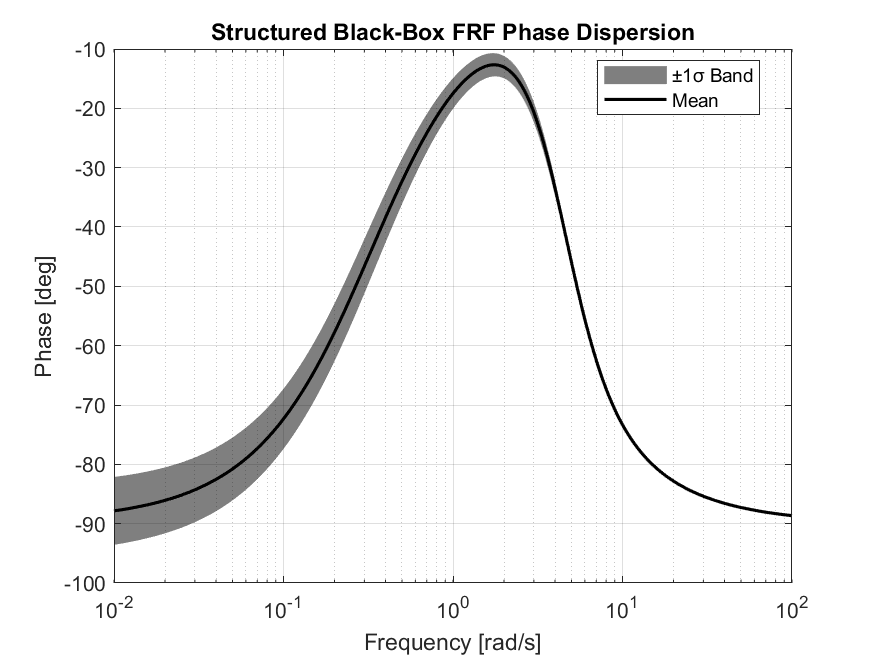 Structured Black-Box FRF Phase Dispersion
±1σ Band
Mean
Phase [deg]
-10
-20
-30
-40
-50
-60
-70
-80
-90
-100
10^-2 10^-1 10^0 10^1 10^2
Frequency [rad/s]